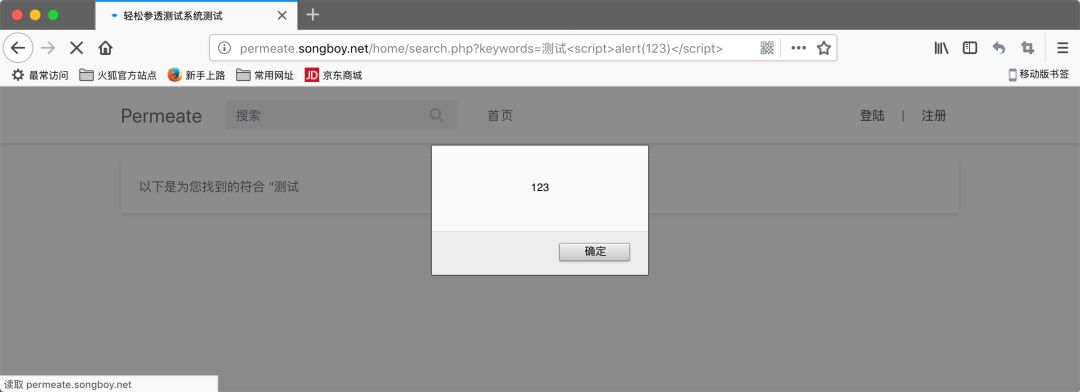 轻松参透测试系统测试
permeate.songboy.net/home/search.php?keywords=测试<script>alert(123)</script>
最常访问 火狐官方站点 新手上路 常用网址 JD 京东商城 移动版书签
Permeate 搜索 首页 登陆 | 注册
以下是为您找到的符合 "测试
123
确定
读取 permeate.songboy.net